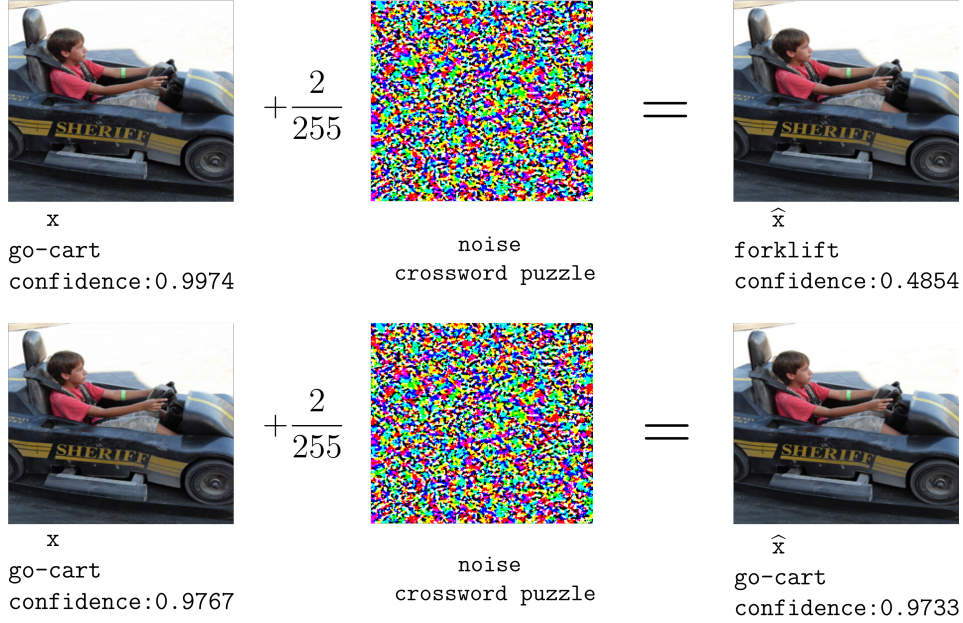 SHERIFF
+ 2/255
=
x
go-cart
confidence:0.9974
noise
crossword puzzle
x̂
forklift
confidence:0.4854
SHERIFF
SHERIFF
+ 2/255
=
x
go-cart
confidence:0.9767
noise
crossword puzzle
x̂
go-cart
confidence:0.9733
SHERIFF